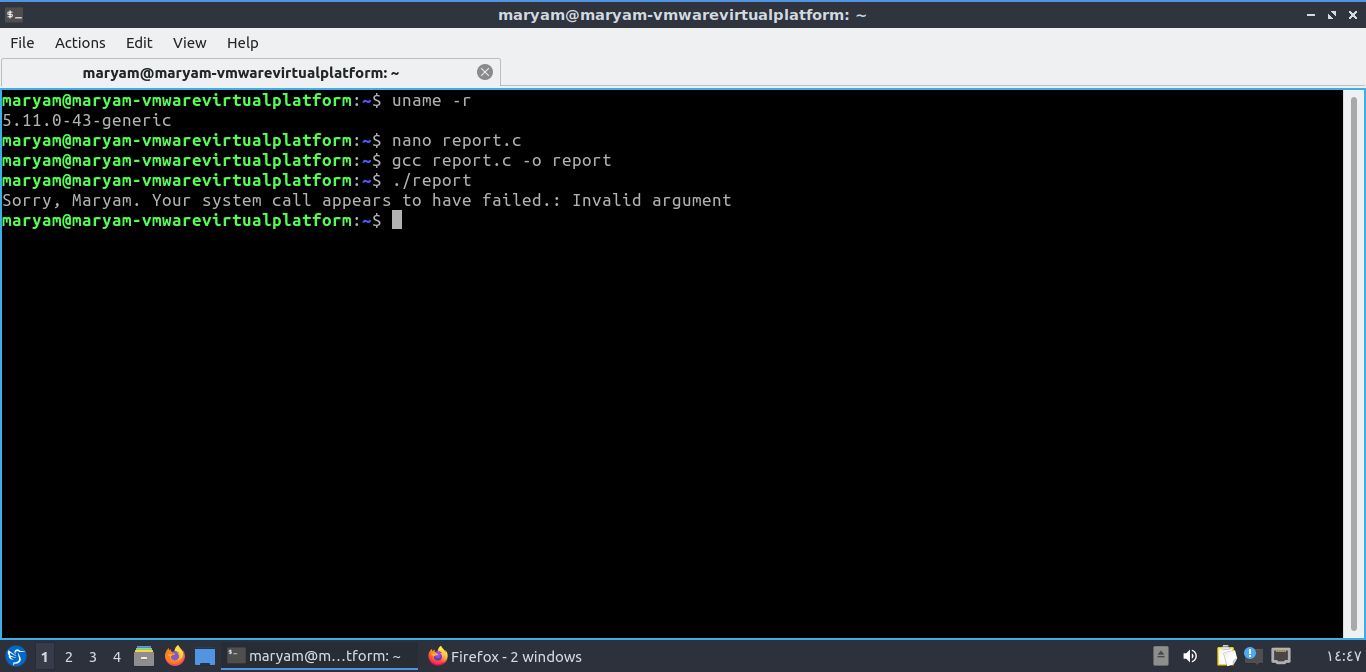 maryam@maryam-vmwarevirtualplatform: ~
File Actions Edit View Help
maryam@maryam-vmwarevirtualplatform: ~
maryam@maryam-vmwarevirtualplatform:~$ uname -r
5.11.0-43-generic
maryam@maryam-vmwarevirtualplatform:~$ nano report.c
maryam@maryam-vmwarevirtualplatform:~$ gcc report.c -o report
maryam@maryam-vmwarevirtualplatform:~$ ./report
Sorry, Maryam. Your system call appears to have failed.: Invalid argument
maryam@maryam-vmwarevirtualplatform:~$
1 2 3 4 maryam@m...tform: ~ Firefox - 2 windows ١٤:٤٧